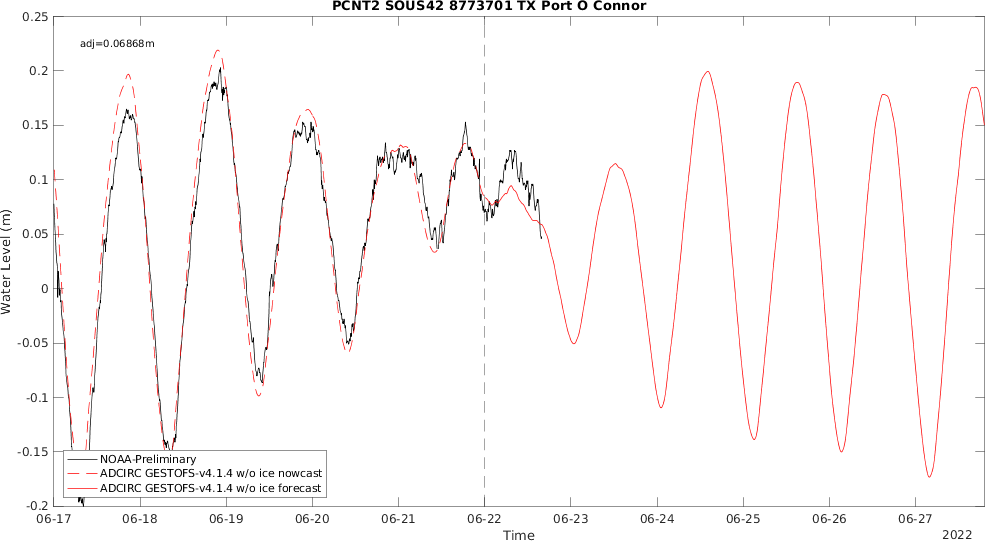 PCNT2 SOUS42 8773701 TX Port O Connor
0.25
adj=0.06868m
0.2
0.15
0.1
0.05
0
-0.05
-0.1
-0.15
-0.2
Water Level (m)
NOAA-Preliminary
ADCIRC GESTOFS-v4.1.4 w/o ice nowcast
ADCIRC GESTOFS-v4.1.4 w/o ice forecast
06-17 06-18 06-19 06-20 06-21 06-22 06-23 06-24 06-25 06-26 06-27
Time
2022